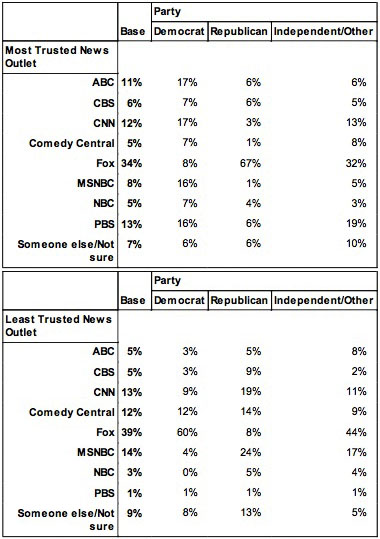 Party
Base Democrat Republican Independent/Other
Most Trusted News
Outlet
ABC 11% 17% 6% 6%
CBS 6% 7% 6% 5%
CNN 12% 17% 3% 13%
Comedy Central 5% 7% 1% 8%
Fox 34% 8% 67% 32%
MSNBC 8% 16% 1% 5%
NBC 5% 7% 4% 3%
PBS 13% 16% 6% 19%
Someone else/Not
sure 7% 6% 6% 10%
Party
Base Democrat Republican Independent/Other
Least Trusted News
Outlet
ABC 5% 3% 5% 8%
CBS 5% 3% 9% 2%
CNN 13% 9% 19% 11%
Comedy Central 12% 12% 14% 9%
Fox 39% 60% 8% 44%
MSNBC 14% 4% 24% 17%
NBC 3% 0% 5% 4%
PBS 1% 1% 1% 1%
Someone else/Not
sure 9% 8% 13% 5%